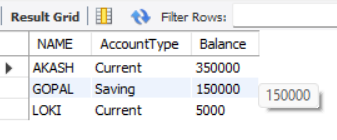 Result Grid Filter Rows:
NAME AccountType Balance
AKASH Current 350000
GOPAL Saving 150000
150000
LOKI Current 5000